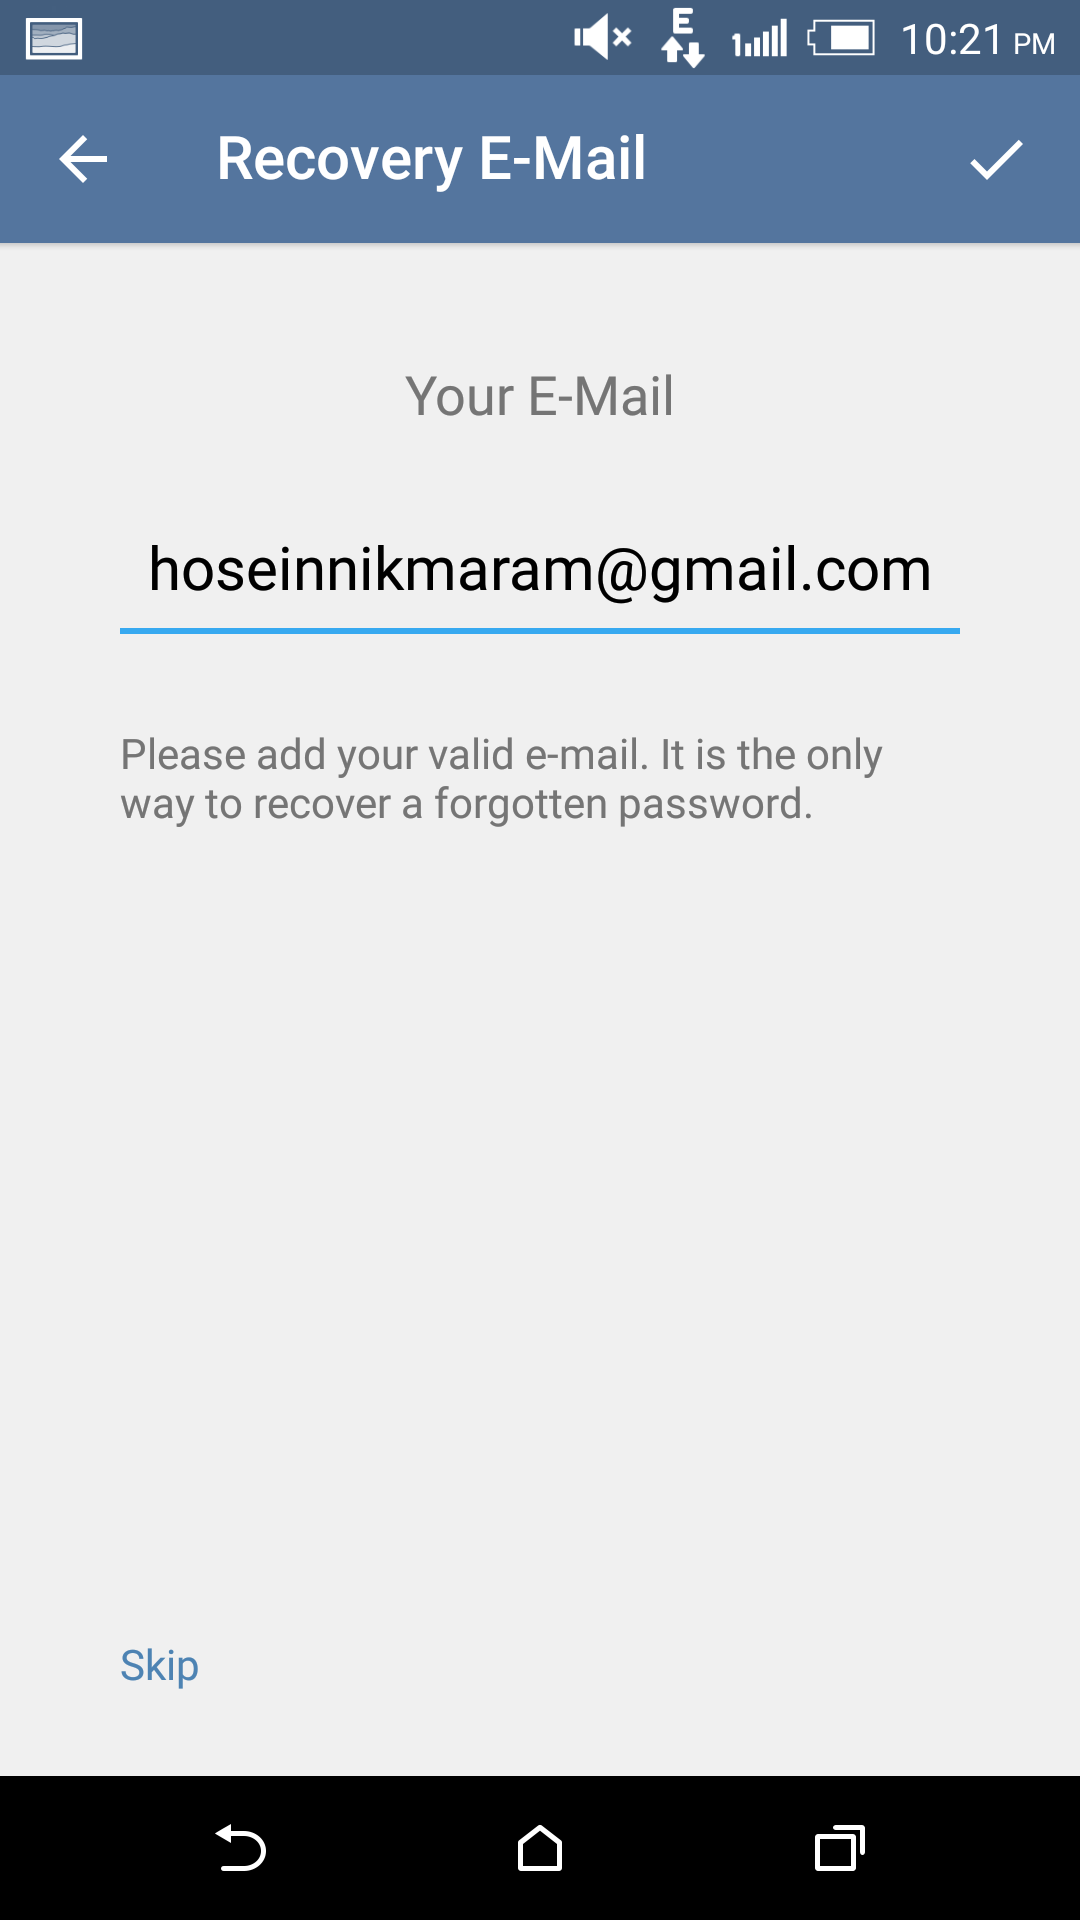 E
1
10:21 PM
Recovery E-Mail
Your E-Mail
hoseinnikmaram@gmail.com
Please add your valid e-mail. It is the only
way to recover a forgotten password.
Skip